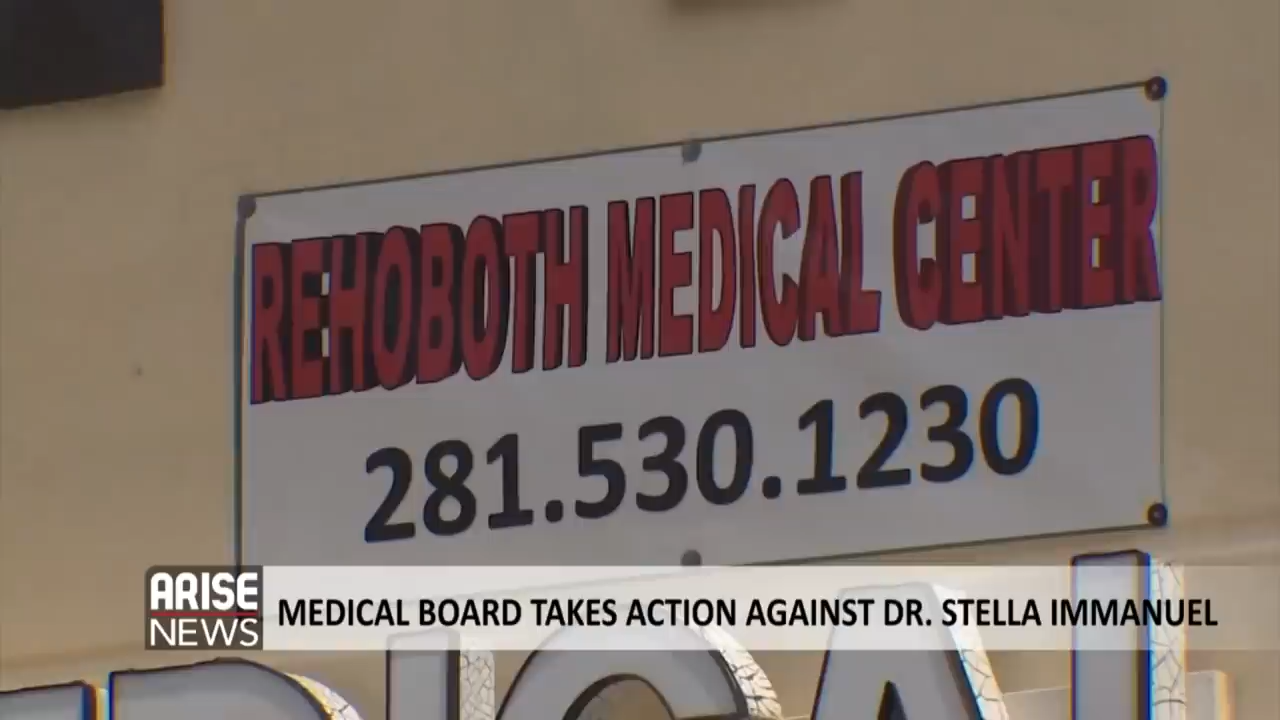 REHOBOTH MEDICAL CENTER
281.530.1230
ARISE
NEWS
MEDICAL BOARD TAKES ACTION AGAINST DR. STELLA IMMANUEL